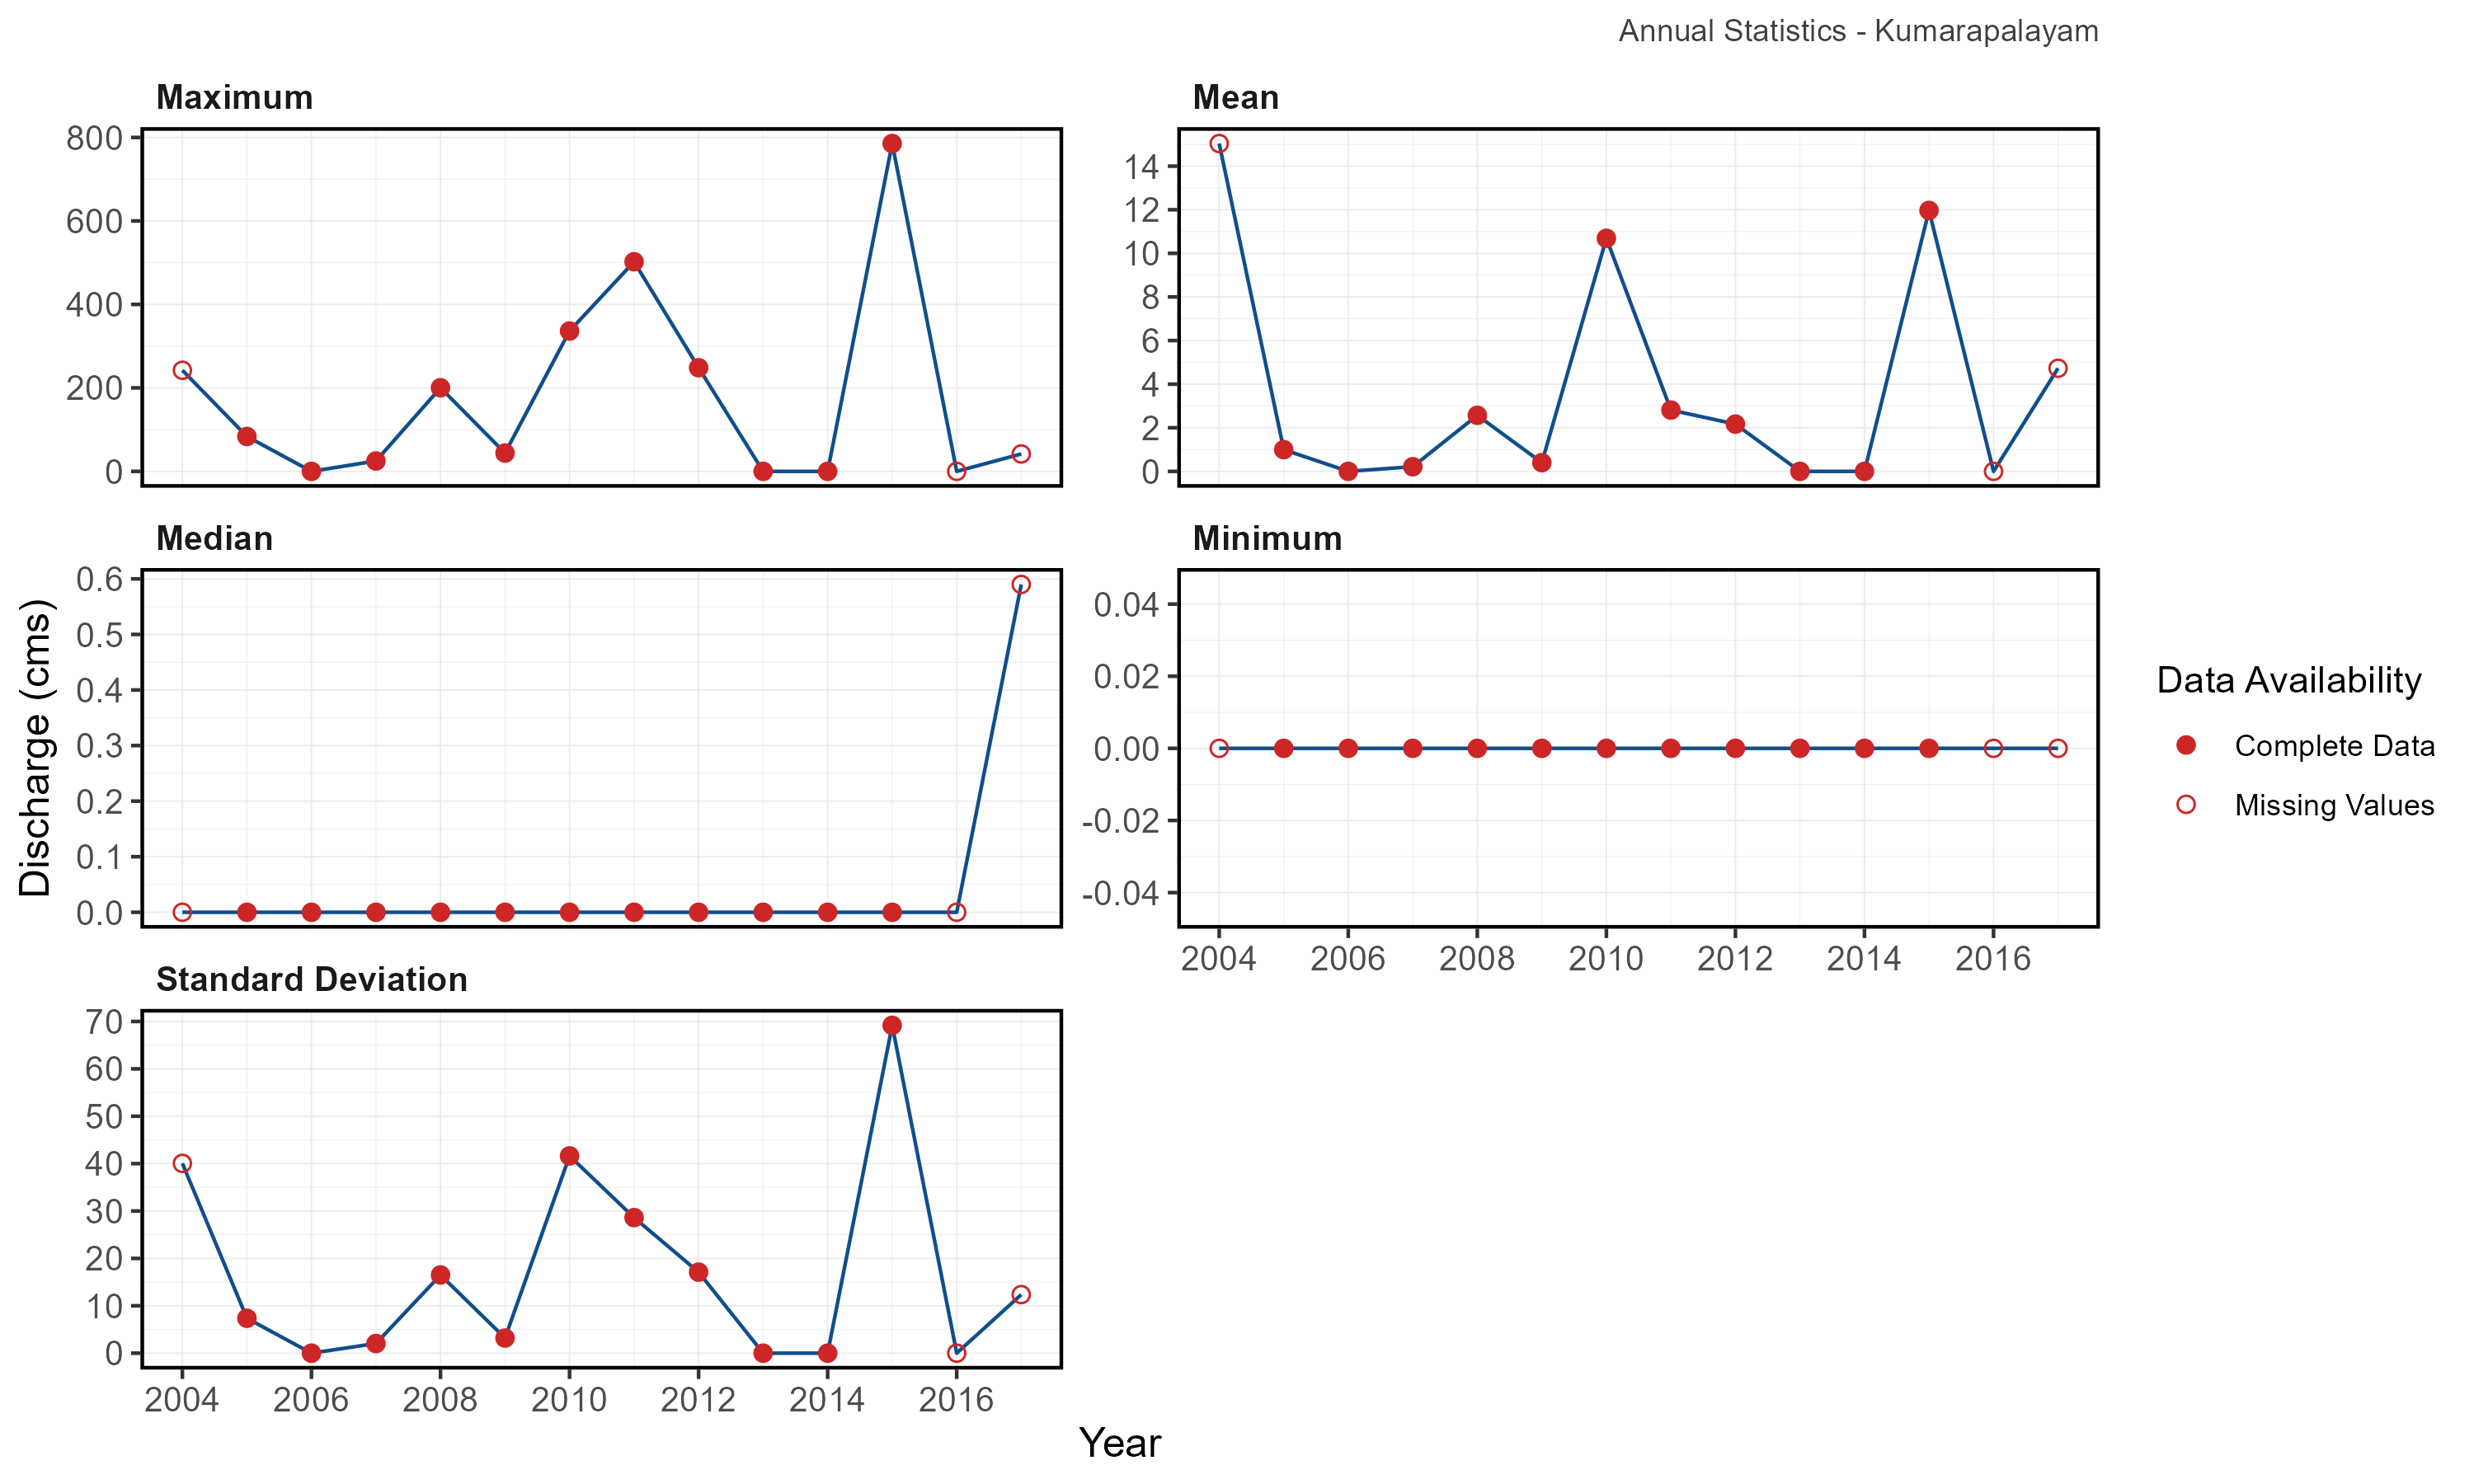 Annual Statistics - Kumarapalayam
Maximum
800
600
400
200
0
Mean
14
12
10
8
6
4
2
0
Discharge (cms)
Median
0.6
0.5
0.4
0.3
0.2
0.1
0.0
Minimum
0.04
0.02
0.00
-0.02
-0.04
2004 2006 2008 2010 2012 2014 2016
Data Availability
Complete Data
Missing Values
Standard Deviation
70
60
50
40
30
20
10
0
2004 2006 2008 2010 2012 2014 2016
Year